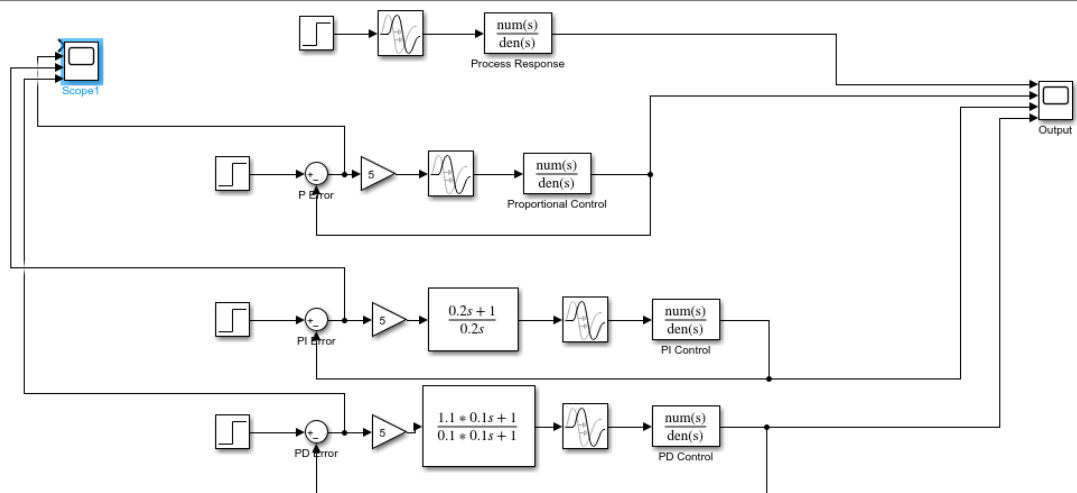 num(s)
den(s)
Process Response
Scope1
Output
P Error
5
num(s)
den(s)
Proportional Control
PI Error
5
0.2s + 1
0.2s
num(s)
den(s)
PI Control
PD Error
5
1.1 * 0.1s + 1
0.1 * 0.1s + 1
num(s)
den(s)
PD Control